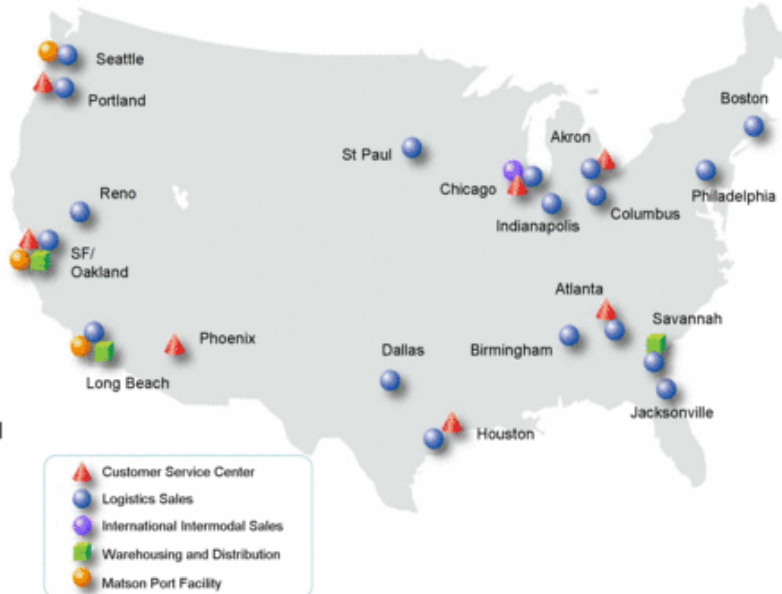 Seattle
Portland
Boston
Akron
St Paul
Chicago
Philadelphia
Reno
Columbus
Indianapolis
SF/
Oakland
Atlanta
Savannah
Phoenix
Dallas
Birmingham
Long Beach
Jacksonville
Houston
Customer Service Center
Logistics Sales
International Intermodal Sales
Warehousing and Distribution
Matson Port Facility